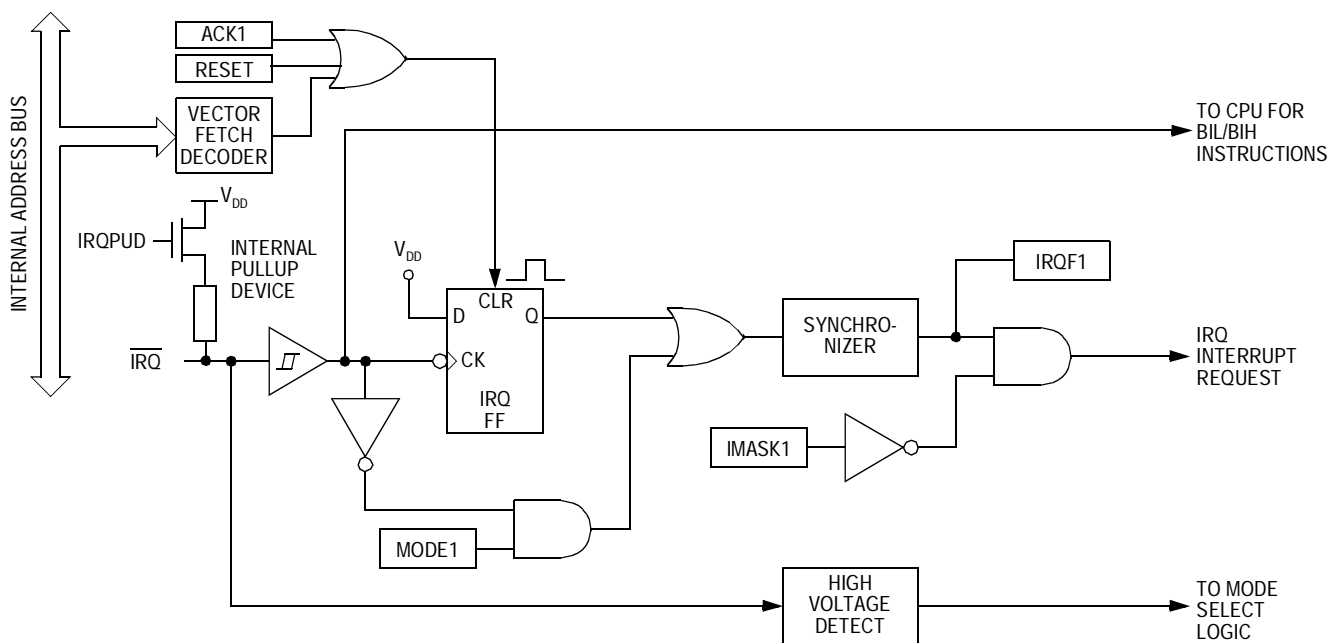 INTERNAL ADDRESS BUS
ACK1
RESET
VECTOR
FETCH
DECODER
TO CPU FOR
BIL/BIH
INSTRUCTIONS
VDD
IRQPUD
INTERNAL
PULLUP
DEVICE
VDD
CLR
D
Q
CK
IRQ
FF
IRQ
SYNCHRO-
NIZER
IRQF1
IRQ
INTERRUPT
REQUEST
IMASK1
MODE1
HIGH
VOLTAGE
DETECT
TO MODE
SELECT
LOGIC